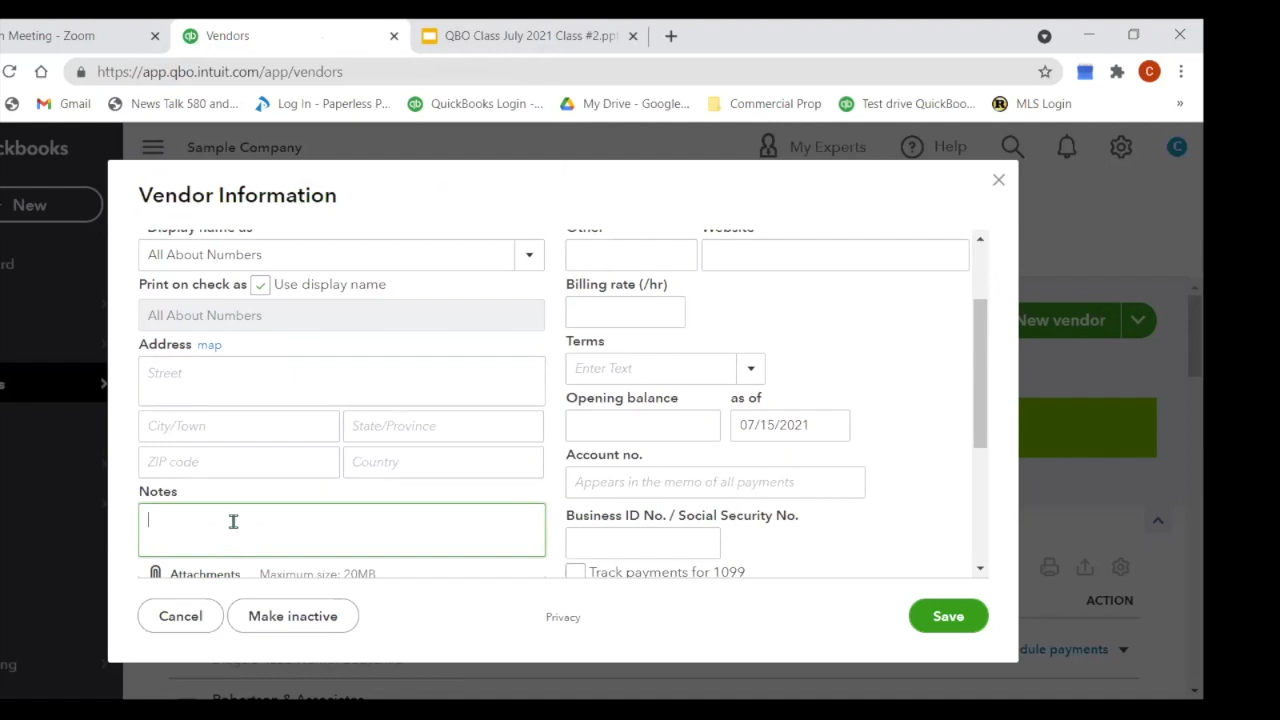 n Meeting - Zoom
Vendors
QBO Class July 2021 Class #2.ppt
https://app.qbo.intuit.com/app/vendors
C
Gmail
News Talk 580 and...
Log In - Paperless P...
QuickBooks Login -...
My Drive - Google...
Commercial Prop
Test drive QuickBoo...
MLS Login
»
ckbooks
Sample Company
My Experts
Help
C
New
Vendor Information
Display name as
Other
Website
All About Numbers
Print on check as
Use display name
Billing rate (/hr)
All About Numbers
New vendor
Address map
Terms
Street
Enter Text
Opening balance
as of
City/Town
State/Province
07/15/2021
ZIP code
Country
Account no.
Appears in the memo of all payments
Notes
Business ID No. / Social Security No.
Attachments
Maximum size: 20MB
Track payments for 1099
ACTION
Cancel
Make inactive
Privacy
Save
dule payments
Robertson & Associates
ng
rd
s